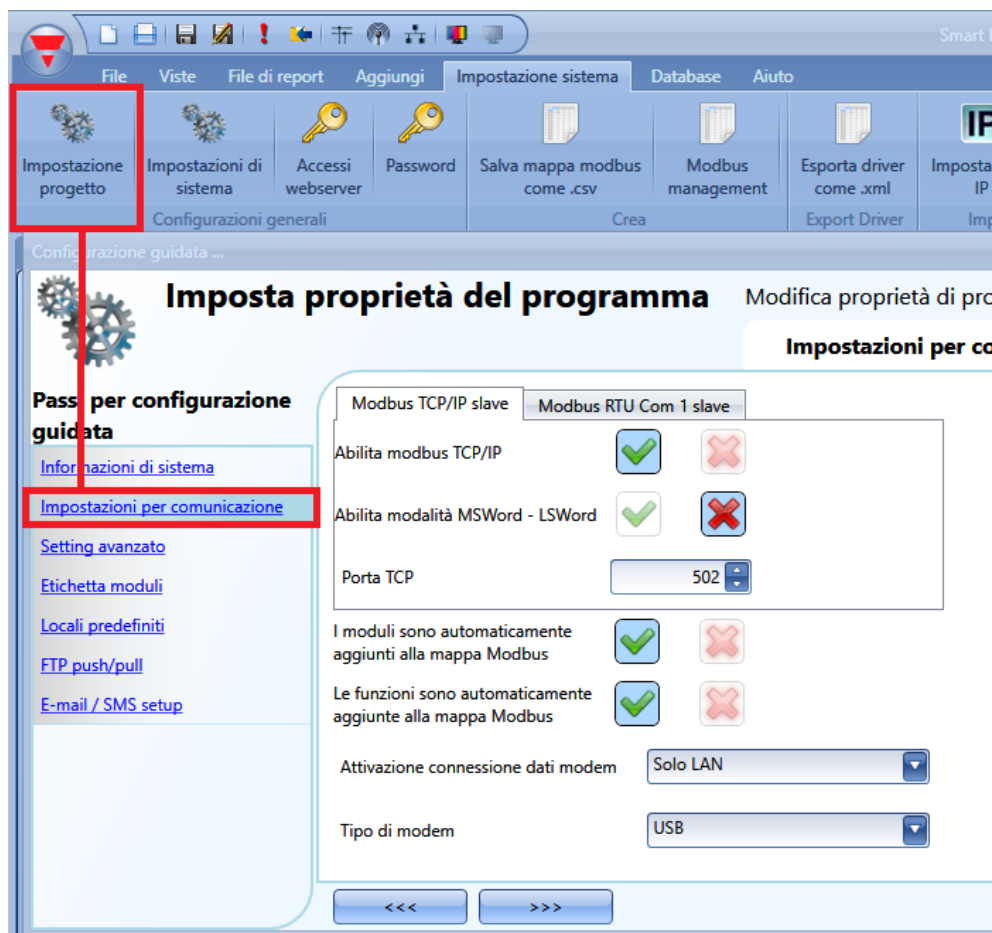 Smart
File Viste File di report Aggiungi Impostazione sistema Database Aiuto
Impostazione progetto
Impostazioni di sistema
Accessi webserver
Password
Salva mappa modbus come .csv
Modbus management
Esporta driver come .xml
IP
IP
Configurazioni generali
Crea
Export Driver
Configurazione guidata ...
Imposta proprietà del programma
Modifica proprietà di
Impostazioni per
Passi per configurazione
guidata
Informazioni di sistema
Impostazioni per comunicazione
Setting avanzato
Etichetta moduli
Locali predefiniti
FTP push/pull
E-mail / SMS setup
Modbus TCP/IP slave
Modbus RTU Com 1 slave
Abilita modbus TCP/IP
Abilita modalità MSWord - LSWord
Porta TCP 502
I moduli sono automaticamente
aggiunti alla mappa Modbus
Le funzioni sono automaticamente
aggiunte alla mappa Modbus
Attivazione connessione dati modem Solo LAN
Tipo di modem USB
<<< >>>